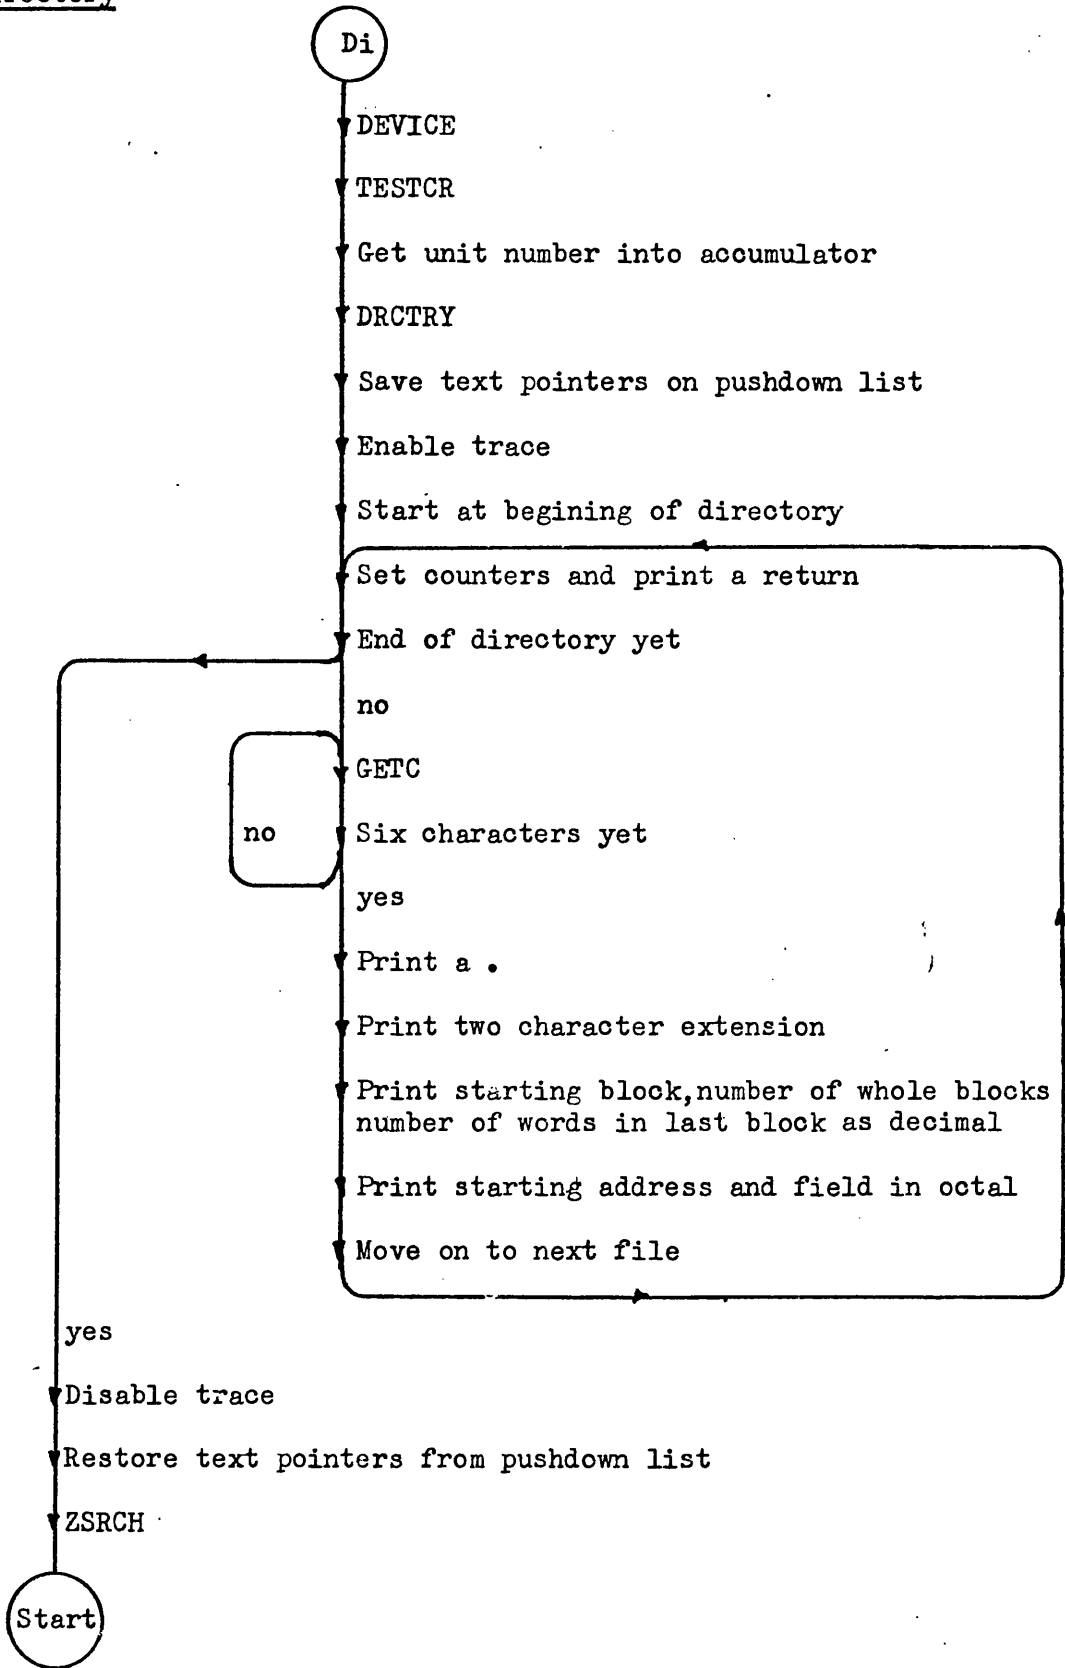 Di
DEVICE
TESTCR
Get unit number into accumulator
DRCTRY
Save text pointers on pushdown list
Enable trace
Start at begining of directory
Set counters and print a return
End of directory yet
no
GETC
no Six characters yet
yes
Print a .
Print two character extension
Print starting block,number of whole blocks
number of words in last block as decimal
Print starting address and field in octal
Move on to next file
yes
Disable trace
Restore text pointers from pushdown list
ZSRCH
Start